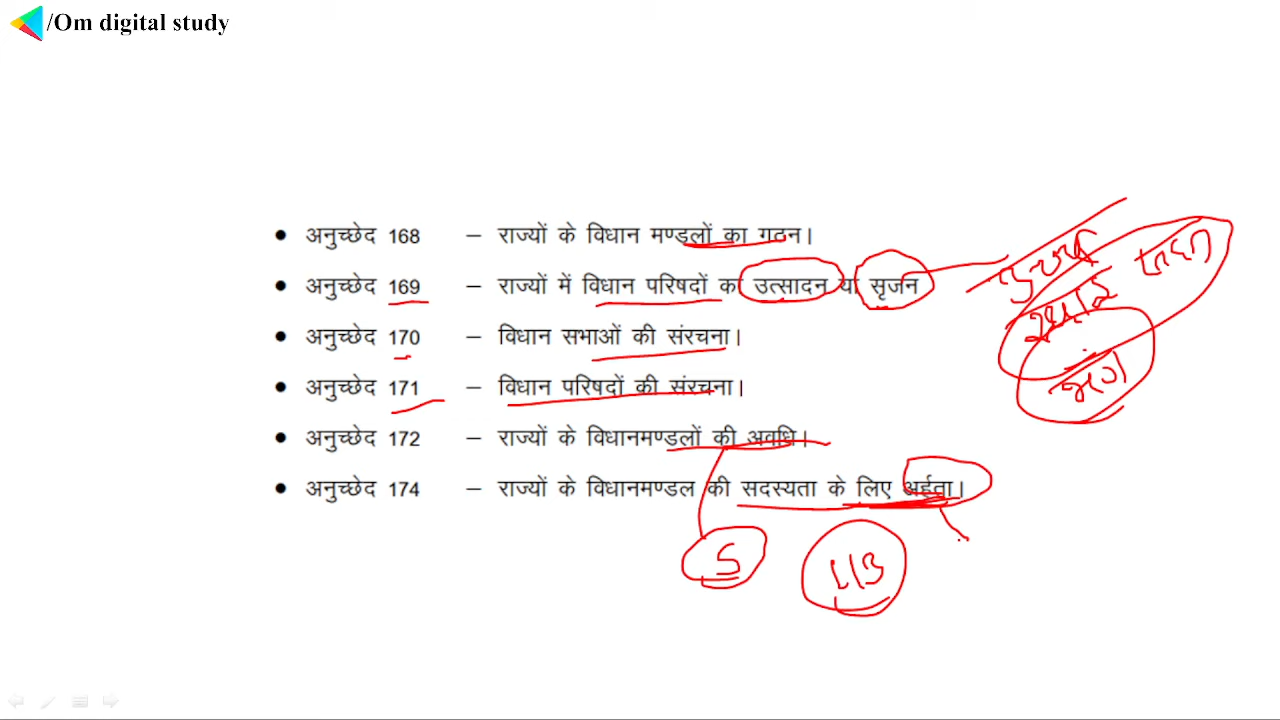 /Om digital study
• अनुच्छेद 168 – राज्यों के विधान मण्डलों का गठन।
• अनुच्छेद 169 – राज्यों में विधान परिषदों का उत्सादन या सृजन
• अनुच्छेद 170 – विधान सभाओं की संरचना।
• अनुच्छेद 171 – विधान परिषदों की संरचना।
• अनुच्छेद 172 – राज्यों के विधानमण्डलों की अवधि।
• अनुच्छेद 174 – राज्यों के विधानमण्डल की सदस्यता के लिए अर्हता।
5